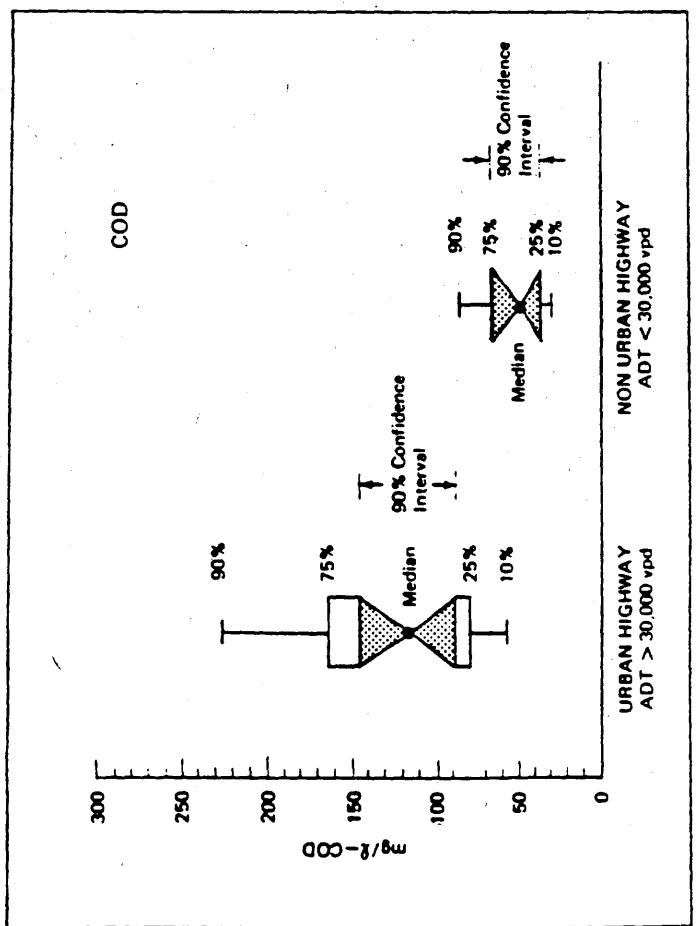 COD
mg/ℓ-COD
300
250
200
150
100
50
0
90%
75%
Median
25%
10%
90% Confidence
Interval
90%
75%
Median
25%
10%
90% Confidence
Interval
URBAN HIGHWAY
ADT > 30,000 vpd
NON URBAN HIGHWAY
ADT < 30,000 vpd